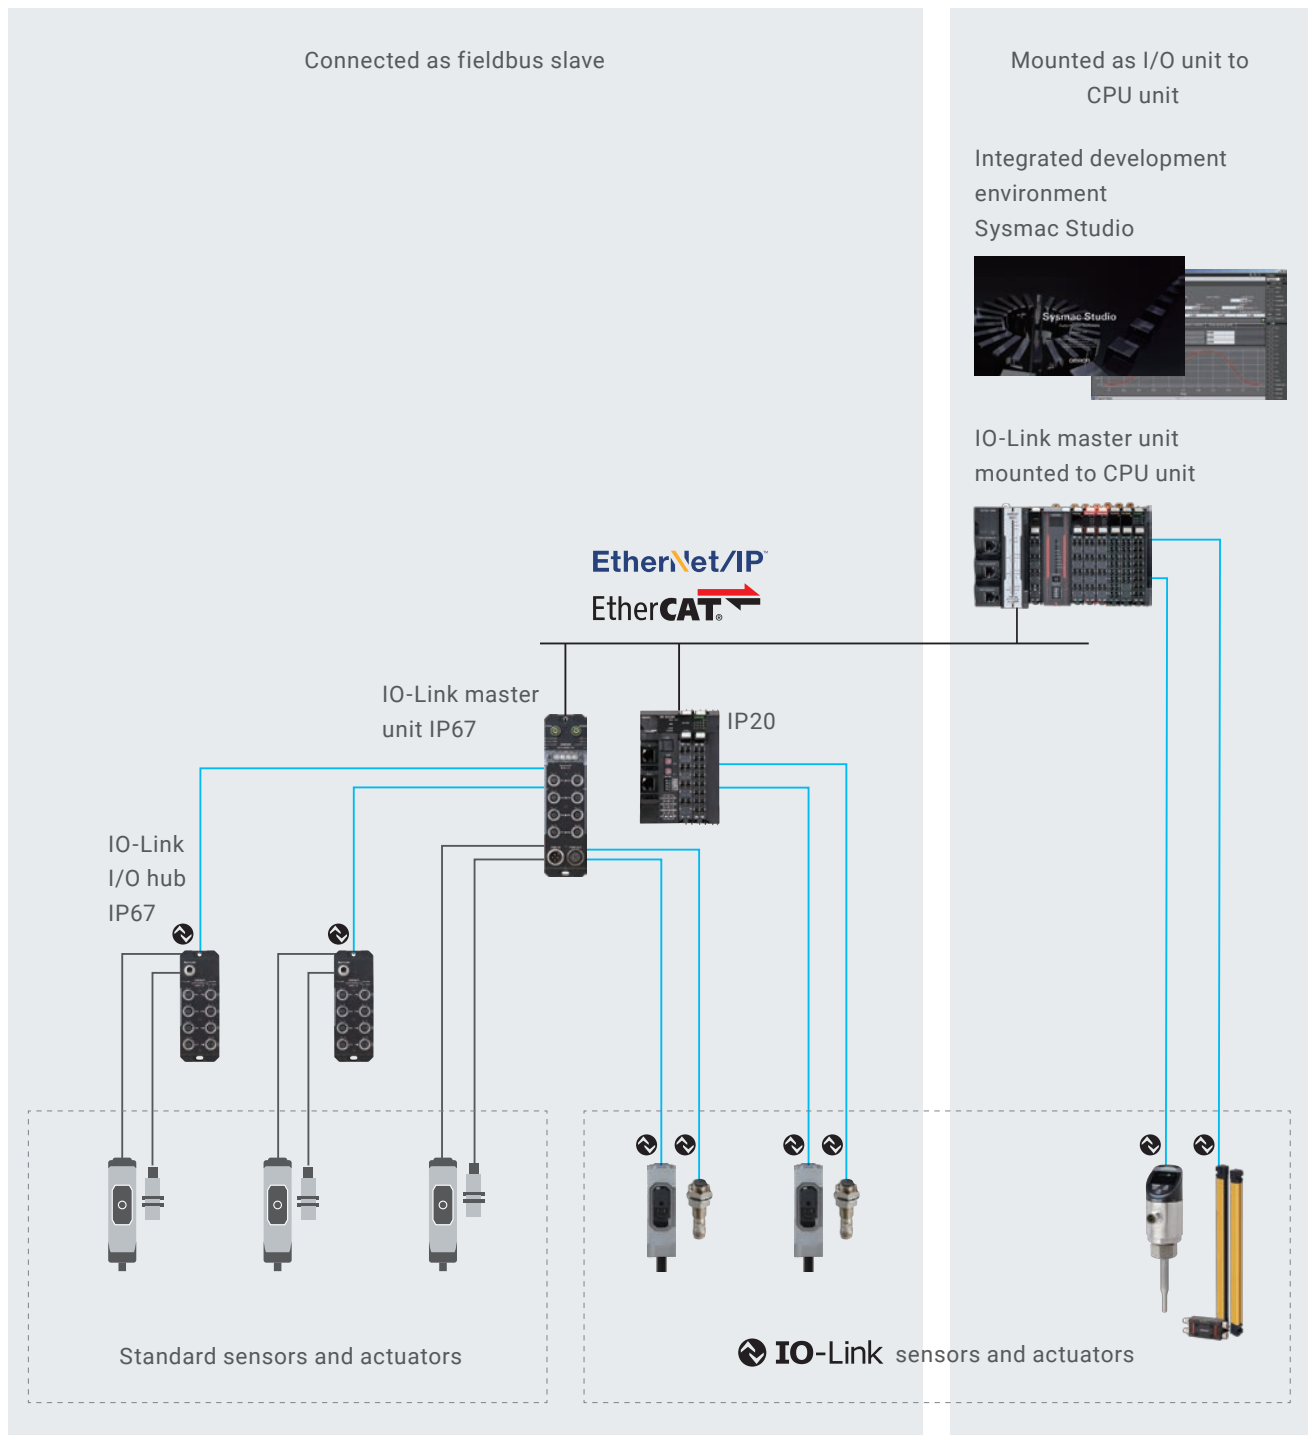 Connected as fieldbus slave
Mounted as I/O unit to
CPU unit
Integrated development
environment
Sysmac Studio
Sysmac Studio
IO-Link master unit
mounted to CPU unit
EtherNet/IP™
EtherCAT®
IO-Link master
unit IP67
IP20
IO-Link
I/O hub
IP67
Standard sensors and actuators
IO-Link sensors and actuators